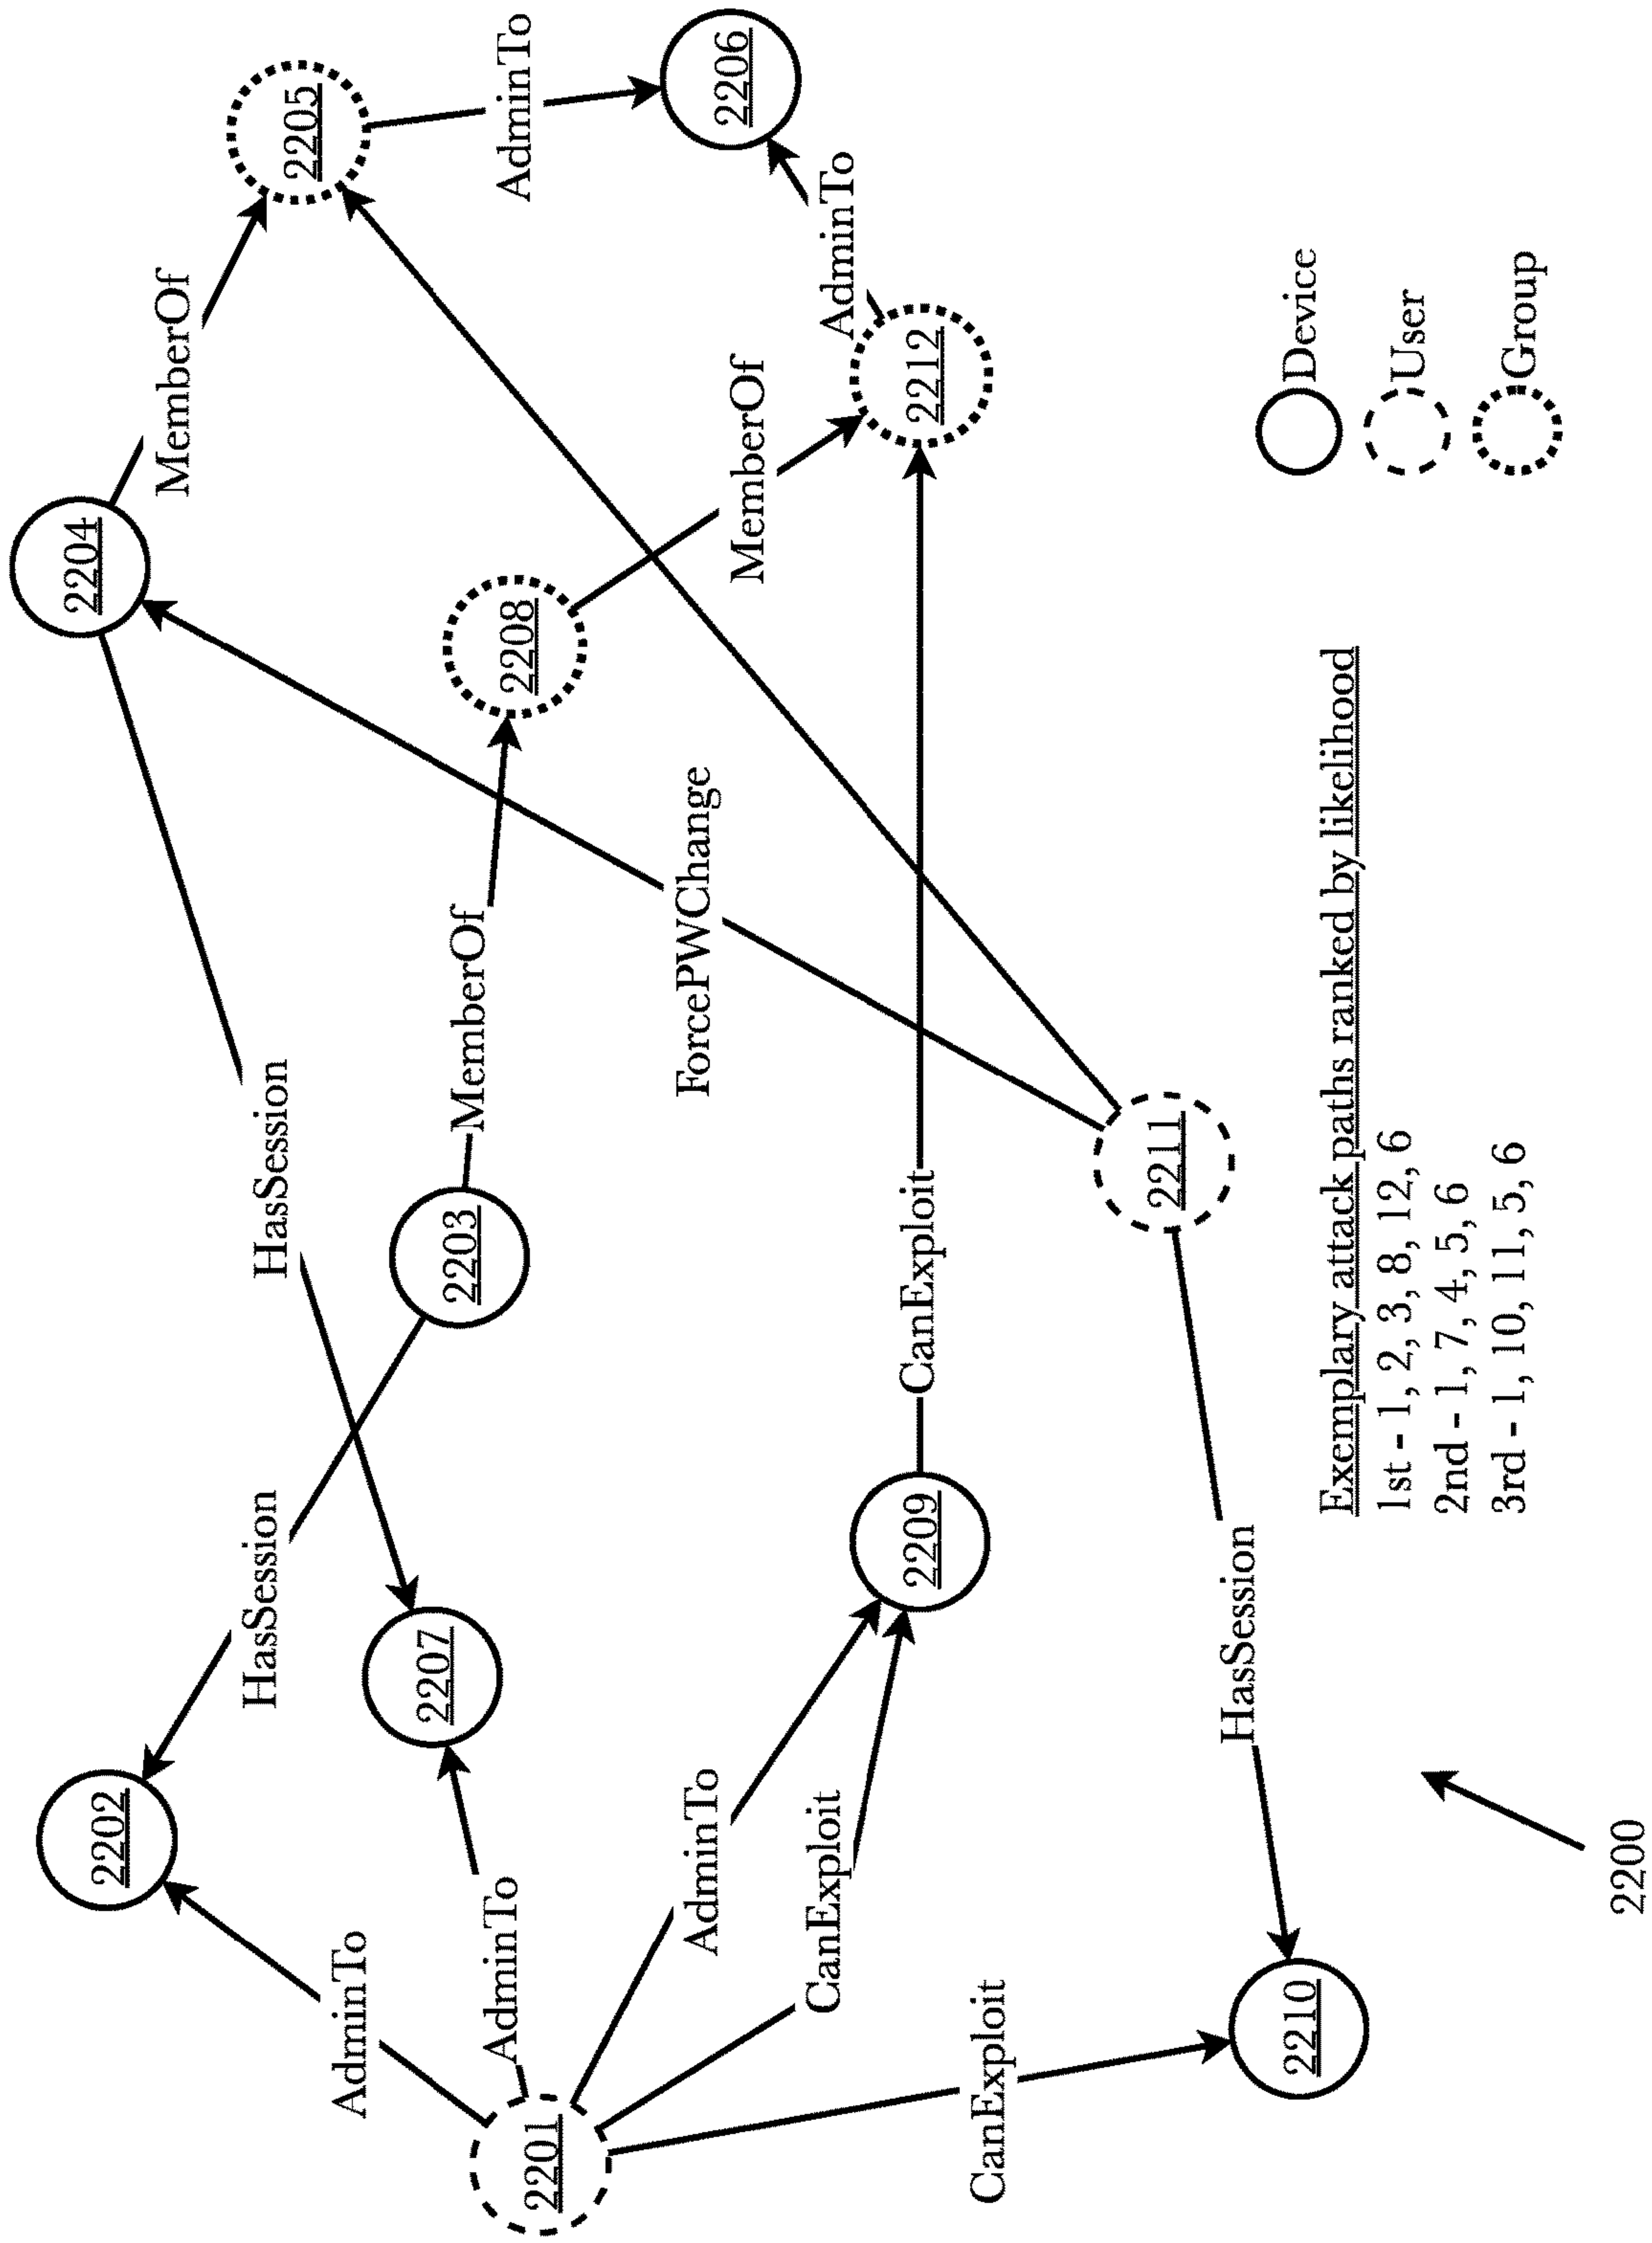 2202
HasSession
HasSession
2204
MemberOf
2205
AdminTo
AdminTo
2207
2203
MemberOf
2208
MemberOf
AdminTo
2206
2201
AdminTo
AdminTo
CanExploit
2209
CanExploit
ForcePWChange
2212
AdminTo
CanExploit
2210
HasSession
2211
Device
User
Group
Exemplary attack paths ranked by likelihood
1st - 1, 2, 3, 8, 12, 6
2nd - 1, 7, 4, 5, 6
3rd - 1, 10, 11, 5, 6
2200